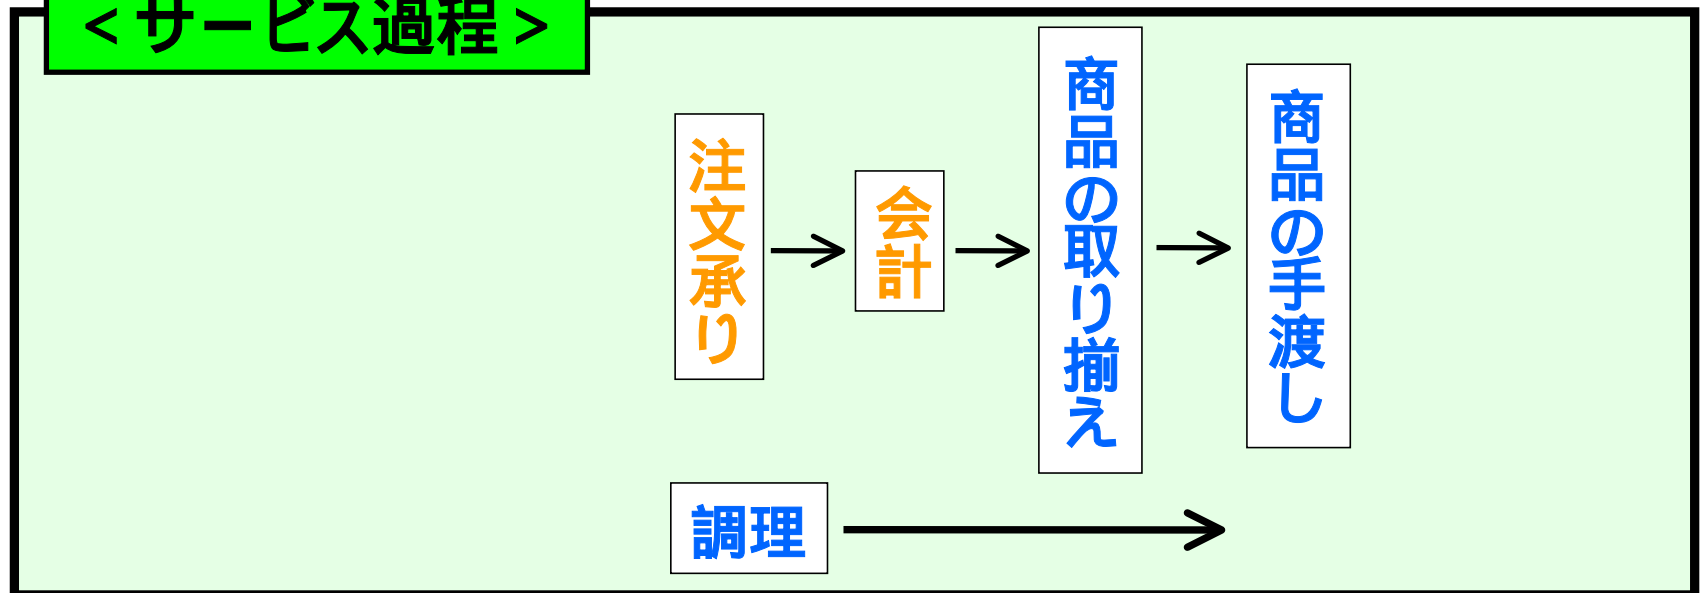 ＜サービス過程＞
注文承り
会計
商品の取り揃え
商品の手渡し
調理